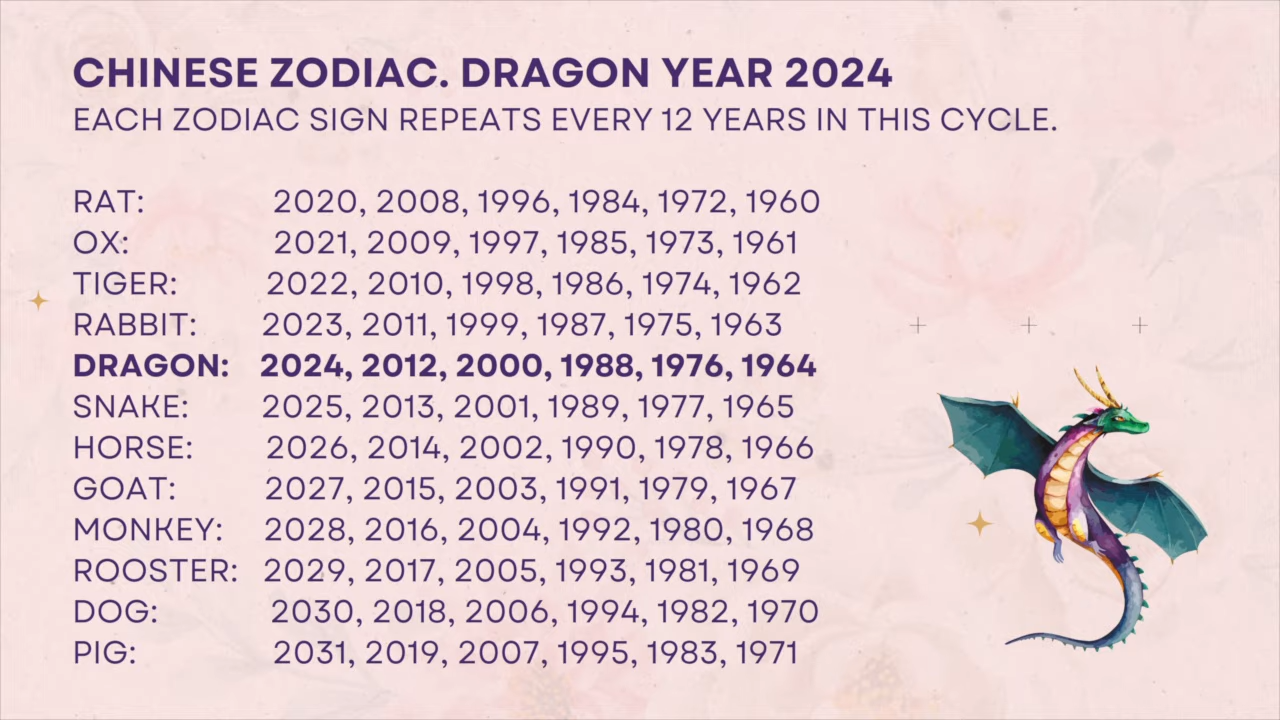 CHINESE ZODIAC. DRAGON YEAR 2024
EACH ZODIAC SIGN REPEATS EVERY 12 YEARS IN THIS CYCLE.
RAT: 2020, 2008, 1996, 1984, 1972, 1960
OX: 2021, 2009, 1997, 1985, 1973, 1961
TIGER: 2022, 2010, 1998, 1986, 1974, 1962
RABBIT: 2023, 2011, 1999, 1987, 1975, 1963
DRAGON: 2024, 2012, 2000, 1988, 1976, 1964
SNAKE: 2025, 2013, 2001, 1989, 1977, 1965
HORSE: 2026, 2014, 2002, 1990, 1978, 1966
GOAT: 2027, 2015, 2003, 1991, 1979, 1967
MONKEY: 2028, 2016, 2004, 1992, 1980, 1968
ROOSTER: 2029, 2017, 2005, 1993, 1981, 1969
DOG: 2030, 2018, 2006, 1994, 1982, 1970
PIG: 2031, 2019, 2007, 1995, 1983, 1971